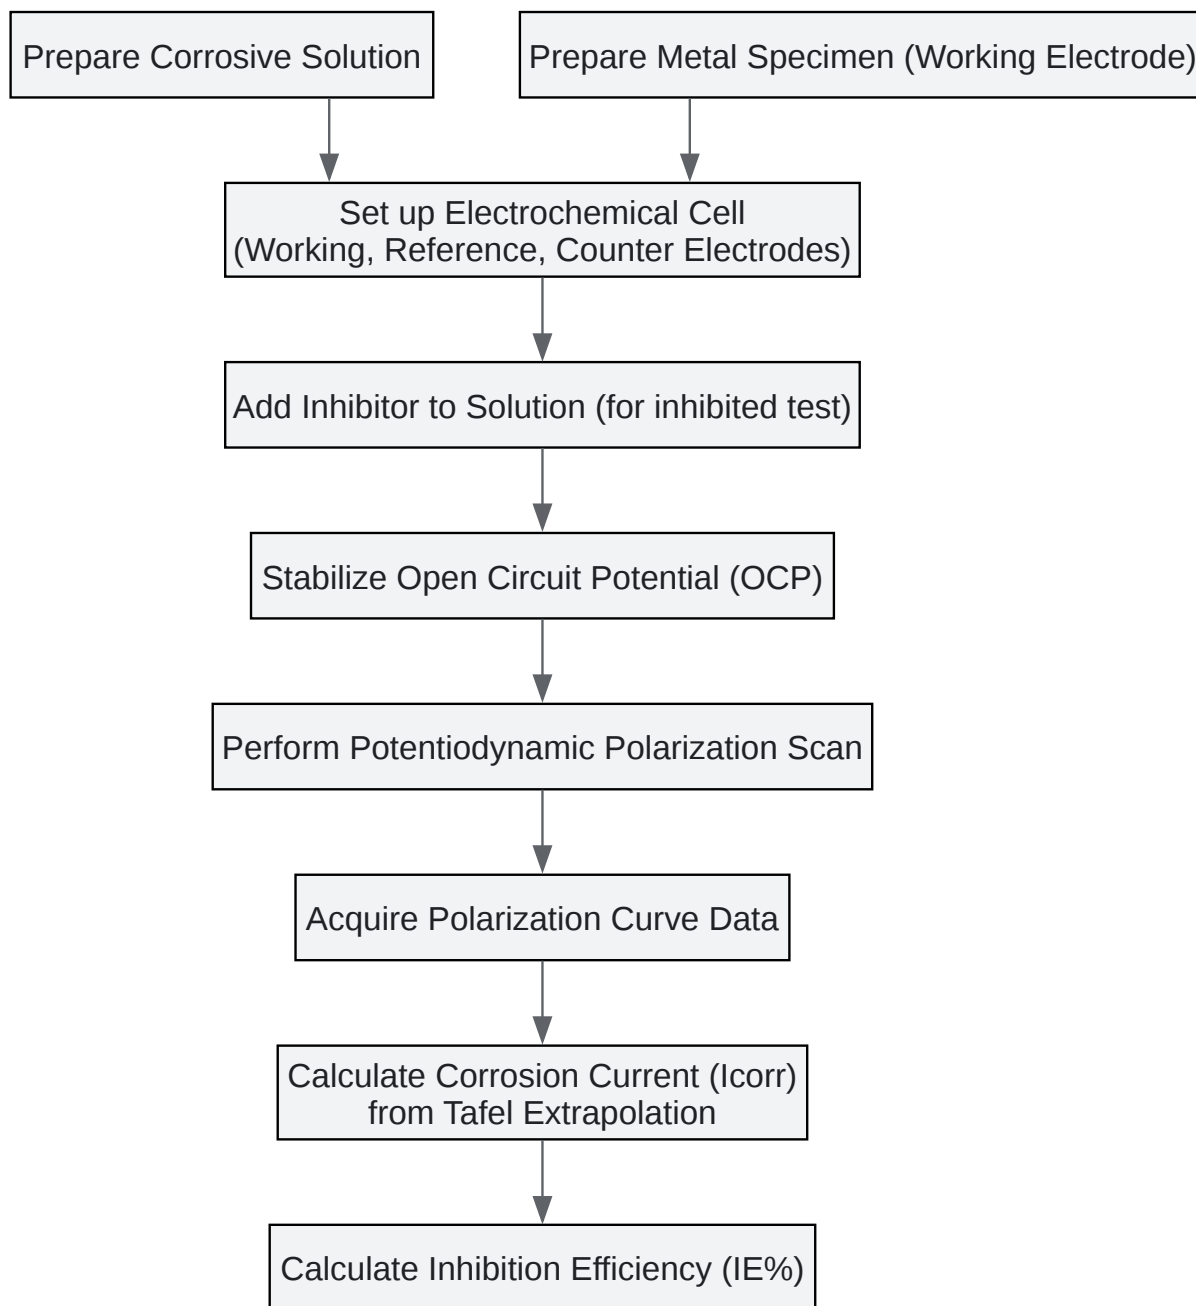 Prepare Corrosive Solution
Prepare Metal Specimen (Working Electrode)
Set up Electrochemical Cell
(Working, Reference, Counter Electrodes)
Add Inhibitor to Solution (for inhibited test)
Stabilize Open Circuit Potential (OCP)
Perform Potentiodynamic Polarization Scan
Acquire Polarization Curve Data
Calculate Corrosion Current (Icorr)
from Tafel Extrapolation
Calculate Inhibition Efficiency (IE%)